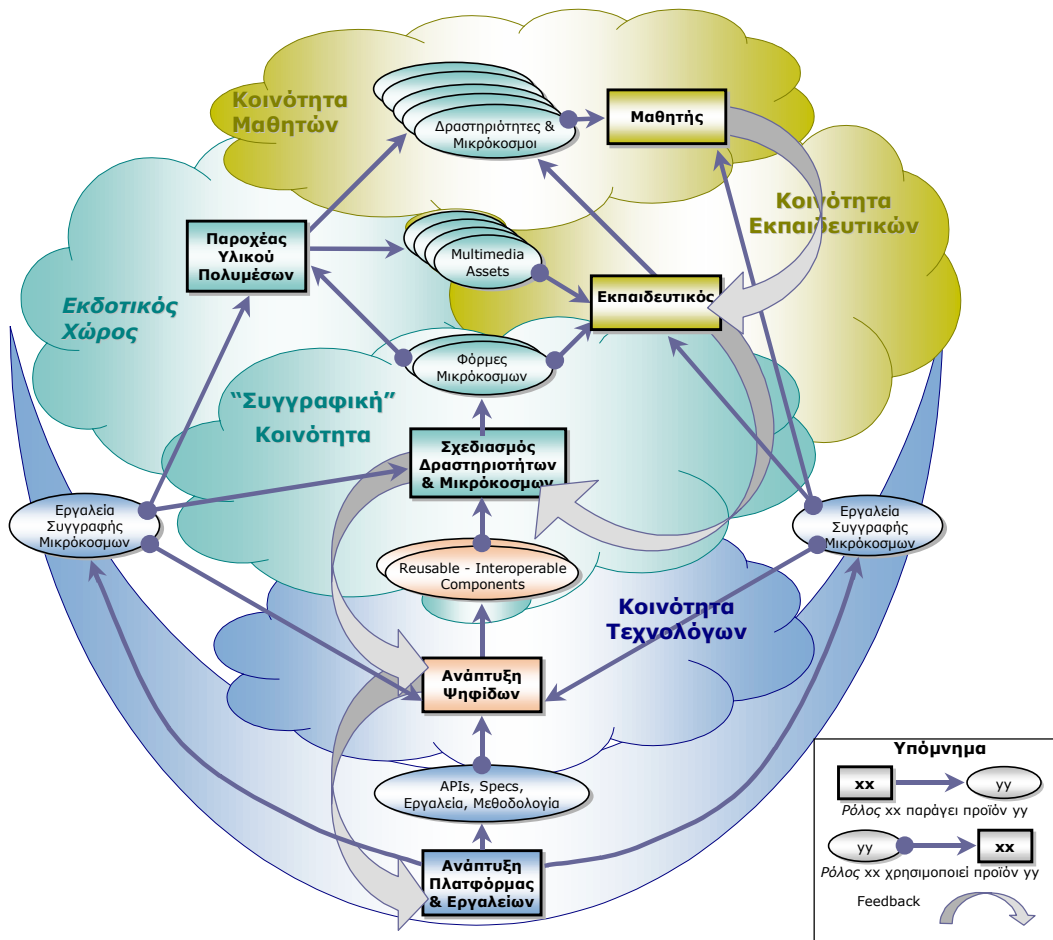 Κοινότητα
Μαθητών
Δραστηριότητες &
Μικρόκοσμοι
Μαθητής
Κοινότητα
Εκπαιδευτικών
Παροχέας
Υλικού
Πολυμέσων
Multimedia
Assets
Εκπαιδευτικός
Εκδοτικός
Χώρος
Φόρμες
Μικρόκοσμων
“Συγγραφική”
Κοινότητα
Σχεδιασμός
Δραστηριοτήτων
& Μικρόκοσμων
Εργαλεία
Συγγραφής
Μικρόκοσμων
Εργαλεία
Συγγραφής
Μικρόκοσμων
Reusable - Interoperable
Components
Κοινότητα
Τεχνολόγων
Ανάπτυξη
Ψηφίδων
APIs, Specs,
Εργαλεία, Μεθοδολογία
Ανάπτυξη
Πλατφόρμας
& Εργαλείων
Υπόμνημα
xx
yy
Ρόλος xx παράγει προϊόν yy
yy
xx
Ρόλος xx χρησιμοποιεί προϊόν yy
Feedback